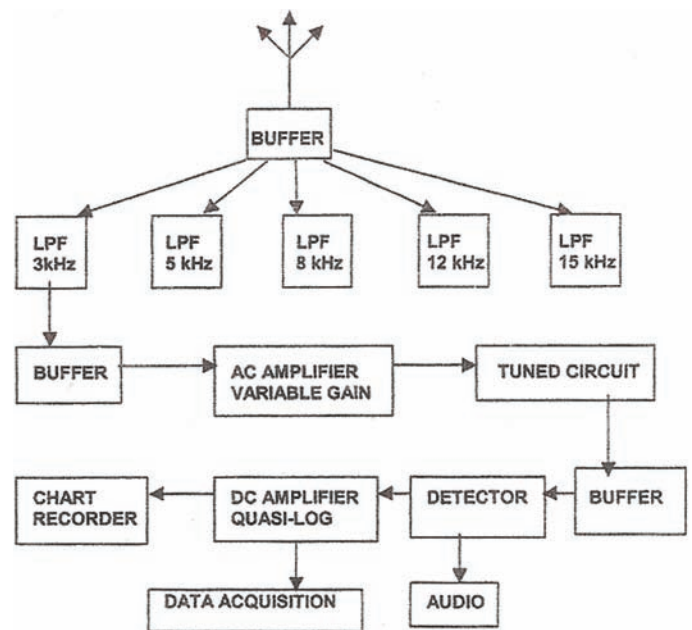 BUFFER
LPF
3kHz
LPF
5 kHz
LPF
8 kHz
LPF
12 kHz
LPF
15 kHz
BUFFER
AC AMPLIFIER
VARIABLE GAIN
TUNED CIRCUIT
CHART
RECORDER
DC AMPLIFIER
QUASI-LOG
DETECTOR
BUFFER
DATA ACQUISITION
AUDIO